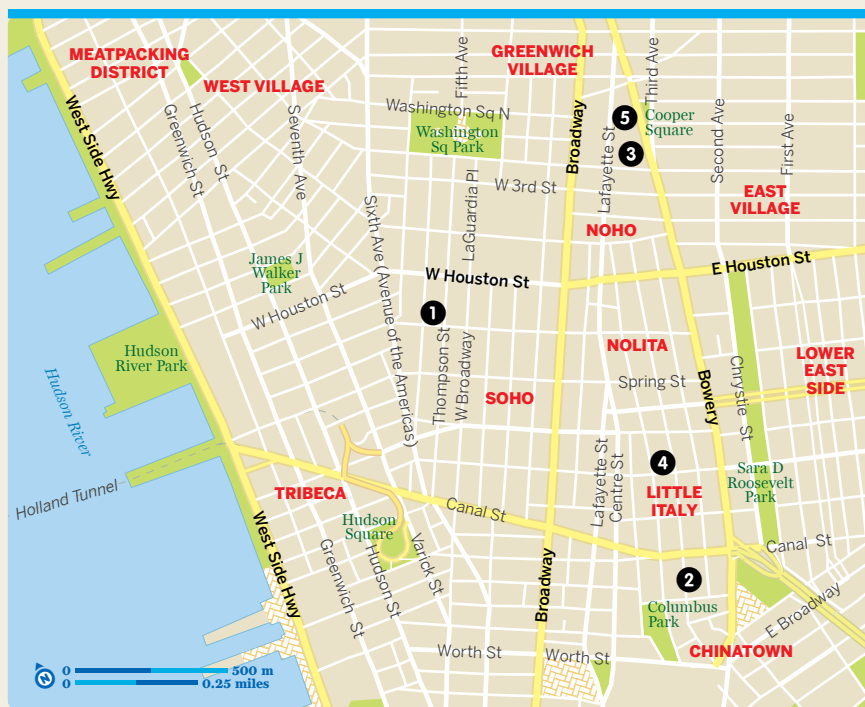 MEATPACKING
DISTRICT
WEST VILLAGE
GREENWICH
VILLAGE
Fifth Ave
Third Ave
Washington Sq N
Washington
Sq Park
Broadway
5
Cooper
Square
3
Lafayette St
Second Ave
First Ave
West Side Hwy
Greenwich St
Hudson St
Seventh Ave
Sixth Ave (Avenue of the Americas)
LaGuardia Pl
W 3rd St
EAST
VILLAGE
NOHO
James J
Walker
Park
W Houston St
W Houston St
E Houston St
1
Thompson St
W Broadway
Hudson
River Park
Hudson River
SOHO
NOLITA
Spring St
Bowery
Chrystie St
LOWER
EAST
SIDE
Lafayette St
Centre St
4
LITTLE
ITALY
Sara D
Roosevelt
Park
Holland Tunnel
TRIBECA
Hudson
Square
Canal St
Canal St
West Side Hwy
Greenwich St
Hudson St
Varick St
Broadway
2
Columbus
Park
E Broadway
Worth St
Worth St
CHINATOWN
N
0 500 m
0 0.25 miles